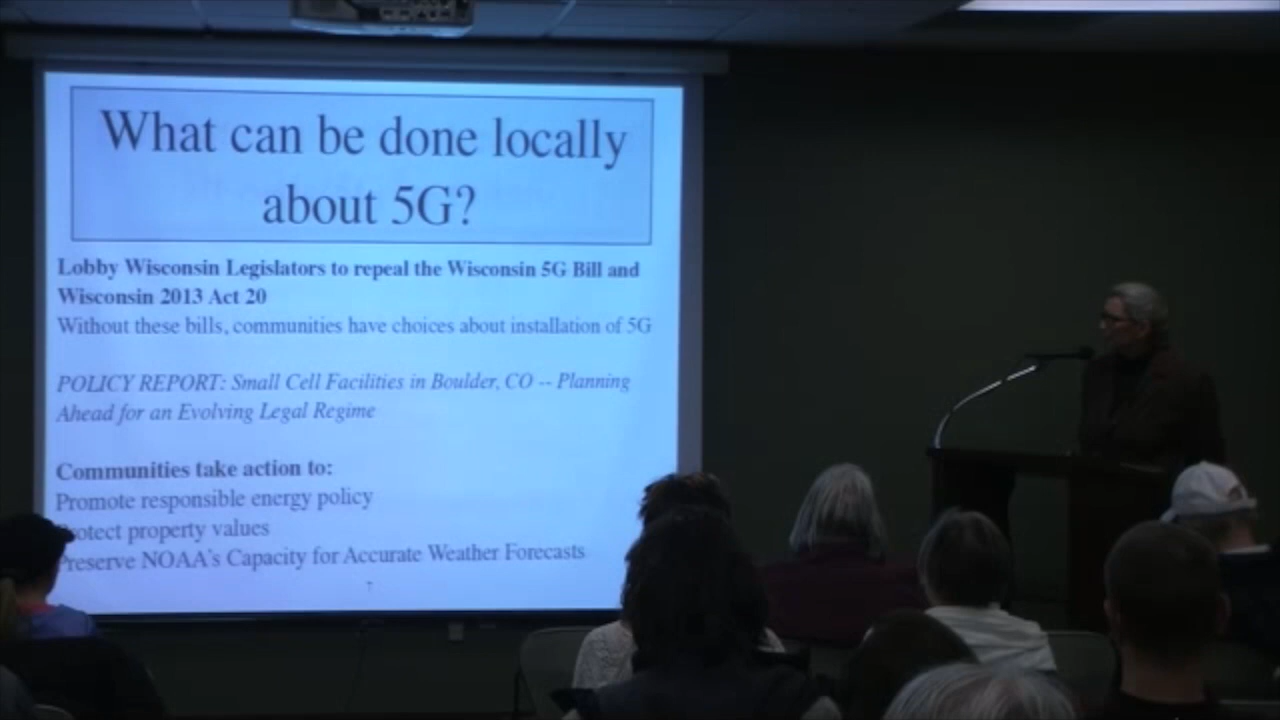 What can be done locally
about 5G?
Lobby Wisconsin Legislators to repeal the Wisconsin 5G Bill and
Wisconsin 2013 Act 20
Without these bills, communities have choices about installation of 5G
POLICY REPORT: Small Cell Facilities in Boulder, CO -- Planning
Ahead for an Evolving Legal Regime
Communities take action to:
Promote responsible energy policy
Protect property values
Preserve NOAA's Capacity for Accurate Weather Forecasts